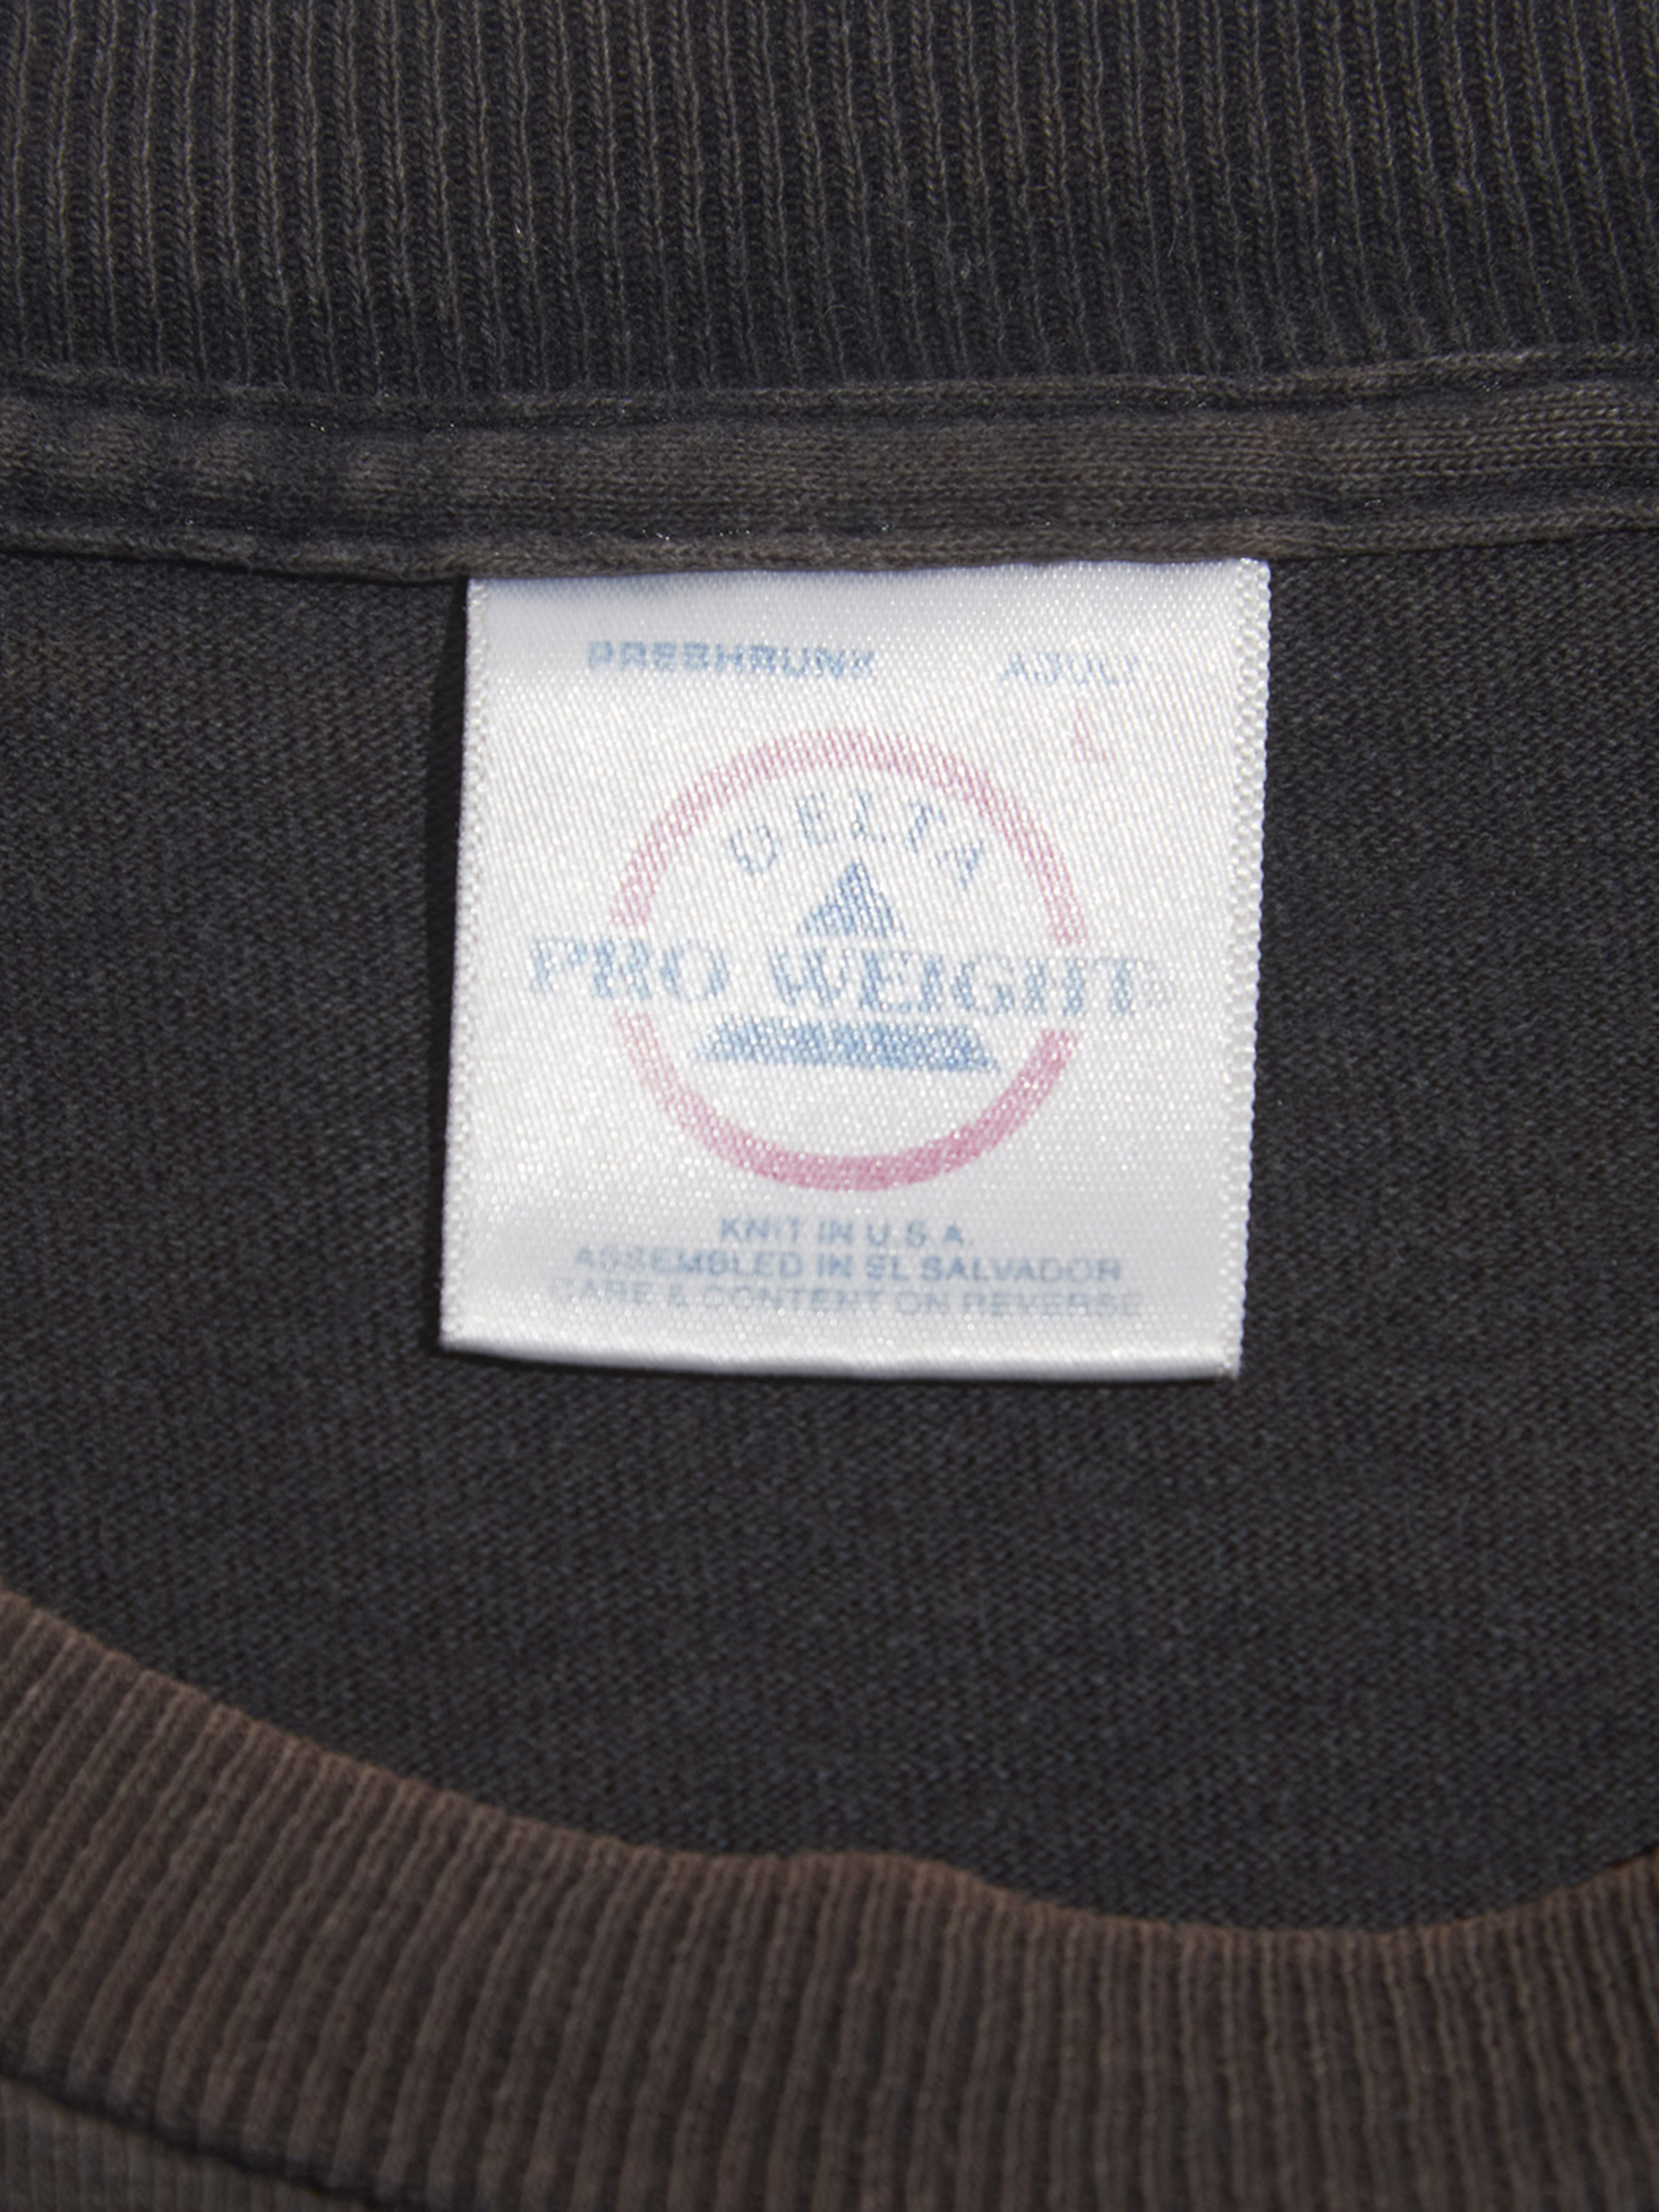 PRESHRUNK ADULT
L
DELTA
PRO WEIGHT
KNIT IN U.S.A.
ASSEMBLED IN EL SALVADOR
CARE & CONTENT ON REVERSE